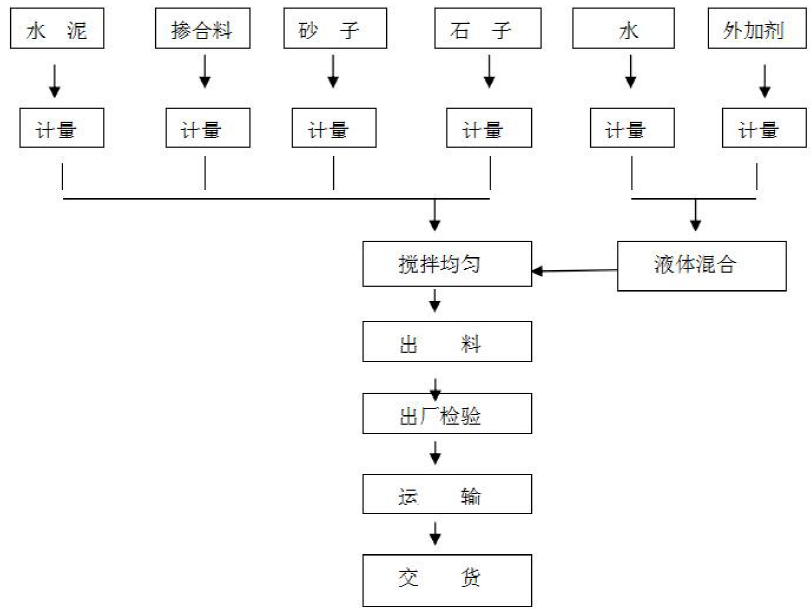 水 泥 掺合料 砂 子 石 子 水 外加剂
计量 计量 计量 计量 计量 计量
搅拌均匀 液体混合
出 料
出厂检验
运 输
交 货